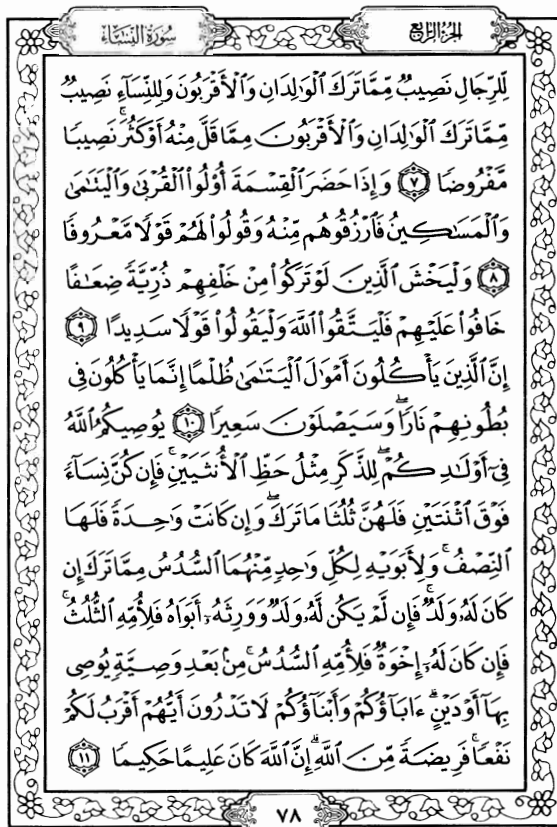 الجزء الرابع
سورة النساء
لِّلرِّجَالِ نَصِيبٌ مِّمَّا تَرَكَ ٱلْوَٰلِدَانِ وَٱلْأَقْرَبُونَ وَلِلنِّسَآءِ نَصِيبٌ
مِّمَّا تَرَكَ ٱلْوَٰلِدَانِ وَٱلْأَقْرَبُونَ مِمَّا قَلَّ مِنْهُ أَوْ كَثُرَ ۚ نَصِيبًا
مَّفْرُوضًا ٧ وَإِذَا حَضَرَ ٱلْقِسْمَةَ أُو۟لُوا۟ ٱلْقُرْبَىٰ وَٱلْيَتَٰمَىٰ
وَٱلْمَسَٰكِينُ فَٱرْزُقُوهُم مِّنْهُ وَقُولُوا۟ لَهُمْ قَوْلًا مَّعْرُوفًا
٨ وَلْيَخْشَ ٱلَّذِينَ لَوْ تَرَكُوا۟ مِنْ خَلْفِهِمْ ذُرِّيَّةً ضِعَٰفًا
خَافُوا۟ عَلَيْهِمْ فَلْيَتَّقُوا۟ ٱللَّهَ وَلْيَقُولُوا۟ قَوْلًا سَدِيدًا ٩
إِنَّ ٱلَّذِينَ يَأْكُلُونَ أَمْوَٰلَ ٱلْيَتَٰمَىٰ ظُلْمًا إِنَّمَا يَأْكُلُونَ فِى
بُطُونِهِمْ نَارًا ۖ وَسَيَصْلَوْنَ سَعِيرًا ١٠ يُوصِيكُمُ ٱللَّهُ
فِىٓ أَوْلَٰدِكُمْ ۖ لِلذَّكَرِ مِثْلُ حَظِّ ٱلْأُنثَيَيْنِ ۚ فَإِن كُنَّ نِسَآءً
فَوْقَ ٱثْنَتَيْنِ فَلَهُنَّ ثُلُثَا مَا تَرَكَ ۖ وَإِن كَانَتْ وَٰحِدَةً فَلَهَا
ٱلنِّصْفُ ۚ وَلِأَبَوَيْهِ لِكُلِّ وَٰحِدٍ مِّنْهُمَا ٱلسُّدُسُ مِمَّا تَرَكَ إِن
كَانَ لَهُۥ وَلَدٌ ۚ فَإِن لَّمْ يَكُن لَّهُۥ وَلَدٌ وَوَرِثَهُۥٓ أَبَوَاهُ فَلِأُمِّهِ ٱلثُّلُثُ ۚ
فَإِن كَانَ لَهُۥٓ إِخْوَةٌ فَلِأُمِّهِ ٱلسُّدُسُ ۚ مِنۢ بَعْدِ وَصِيَّةٍ يُوصِى
بِهَآ أَوْ دَيْنٍ ۗ ءَابَآؤُكُمْ وَأَبْنَآؤُكُمْ لَا تَدْرُونَ أَيُّهُمْ أَقْرَبُ لَكُمْ
نَفْعًا ۚ فَرِيضَةً مِّنَ ٱللَّهِ ۗ إِنَّ ٱللَّهَ كَانَ عَلِيمًا حَكِيمًا ١١
٧٨